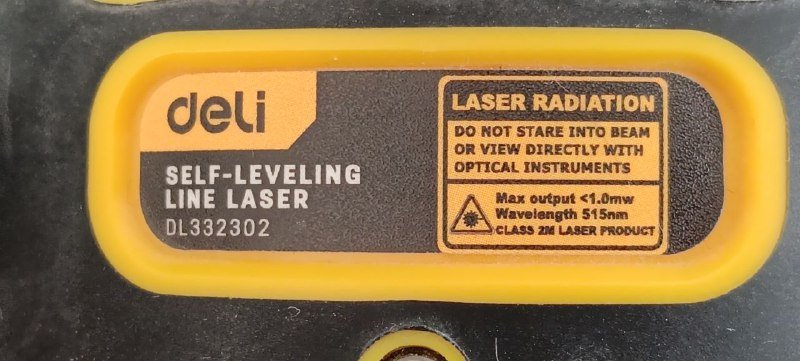 deli
SELF-LEVELING
LINE LASER
DL332302
LASER RADIATION
DO NOT STARE INTO BEAM
OR VIEW DIRECTLY WITH
OPTICAL INSTRUMENTS
Max output <1.0mw
Wavelength 515nm
CLASS 2M LASER PRODUCT